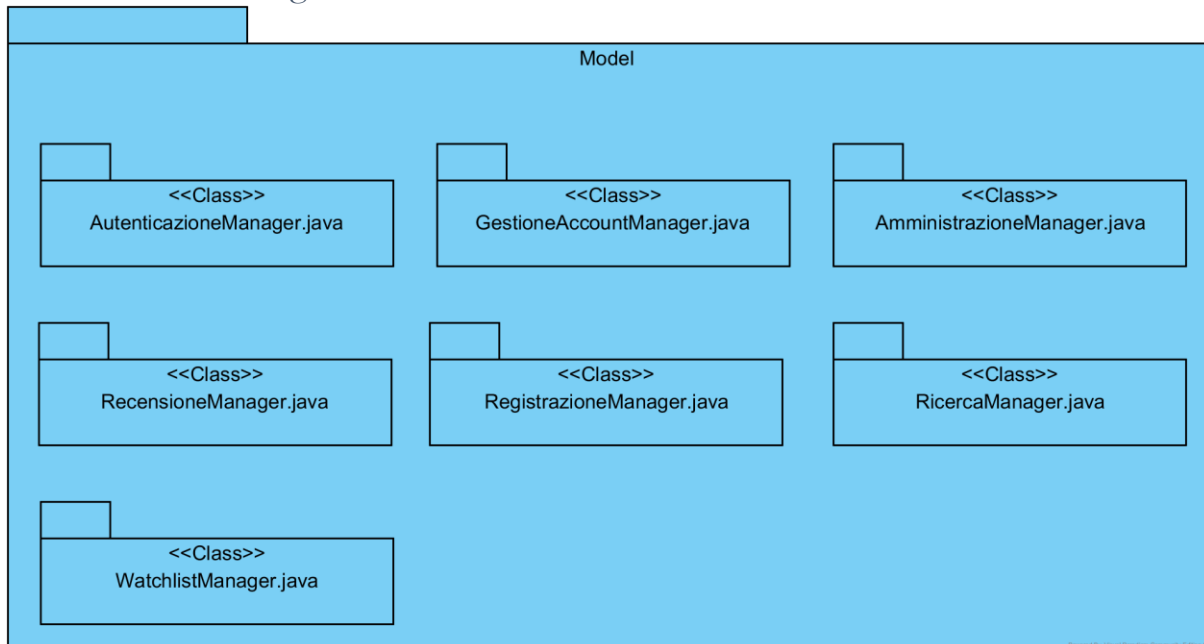 Model
<<Class>>
AutenticazioneManager.java
<<Class>>
GestioneAccountManager.java
<<Class>>
AmministrazioneManager.java
<<Class>>
RecensioneManager.java
<<Class>>
RegistrazioneManager.java
<<Class>>
RicercaManager.java
<<Class>>
WatchlistManager.java